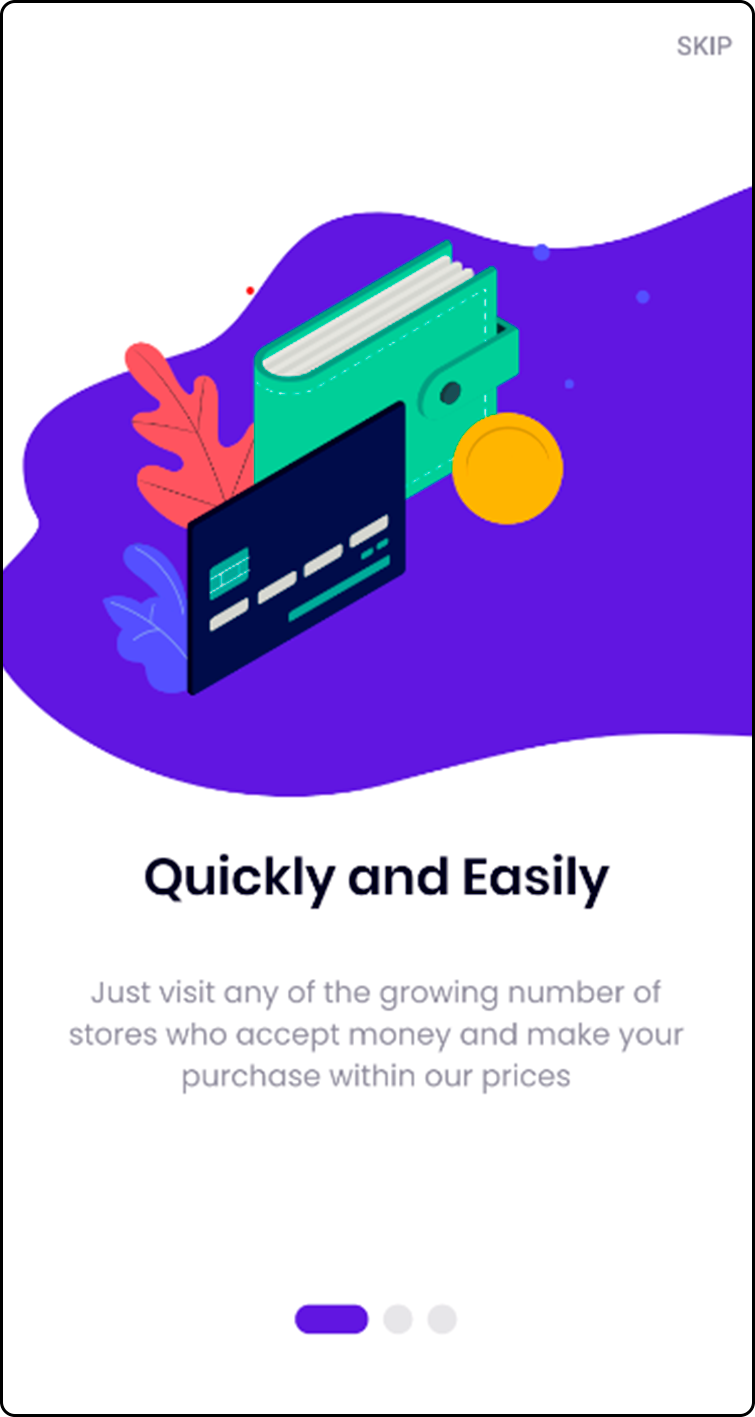 SKIP
Quickly and Easily
Just visit any of the growing number of
stores who accept money and make your
purchase within our prices